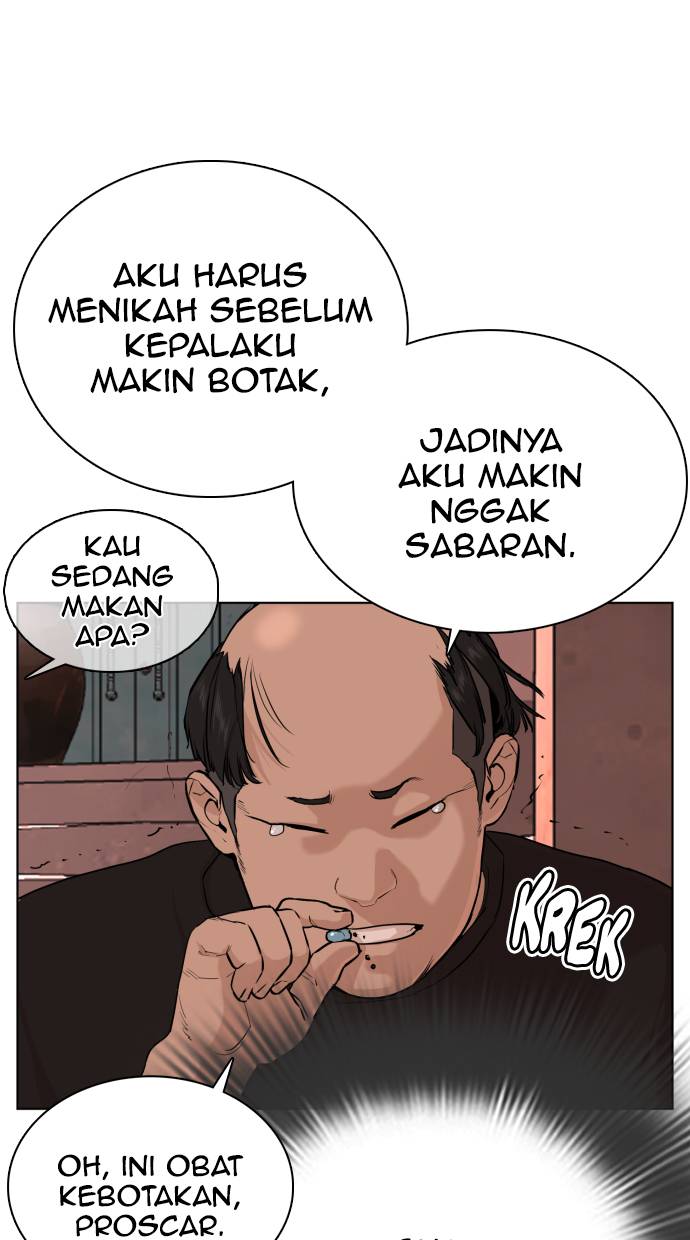 AKU HARUS
MENIKAH SEBELUM
KEPALAKU
MAKIN BOTAK,
JADINYA
AKU MAKIN
NGGAK
SABARAN.
KAU
SEDANG
MAKAN
APA?
KREK
OH, INI OBAT
KEBOTAKAN,
PROSCAR.